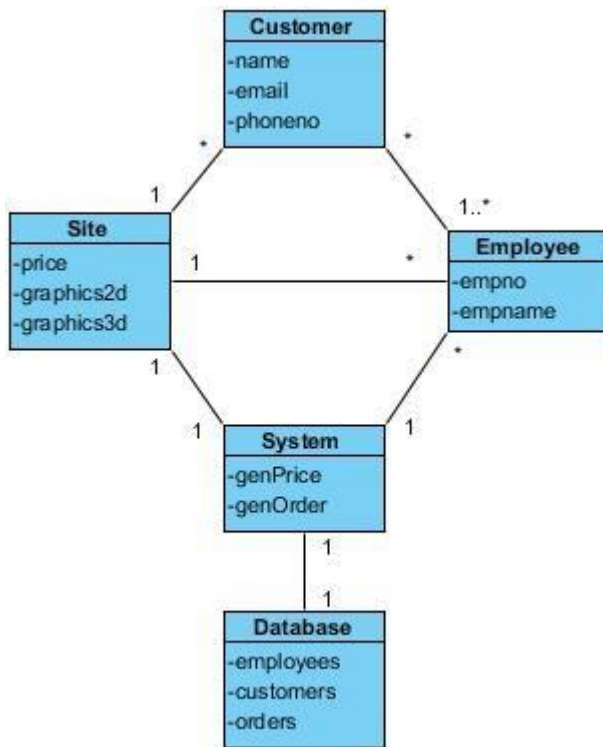 Customer
-name
-email
-phoneno
*
*
1
1..*
Site
-price
-graphics2d
-graphics3d
1
*
Employee
-empno
-empname
1
*
1
1
System
-genPrice
-genOrder
1
1
Database
-employees
-customers
-orders